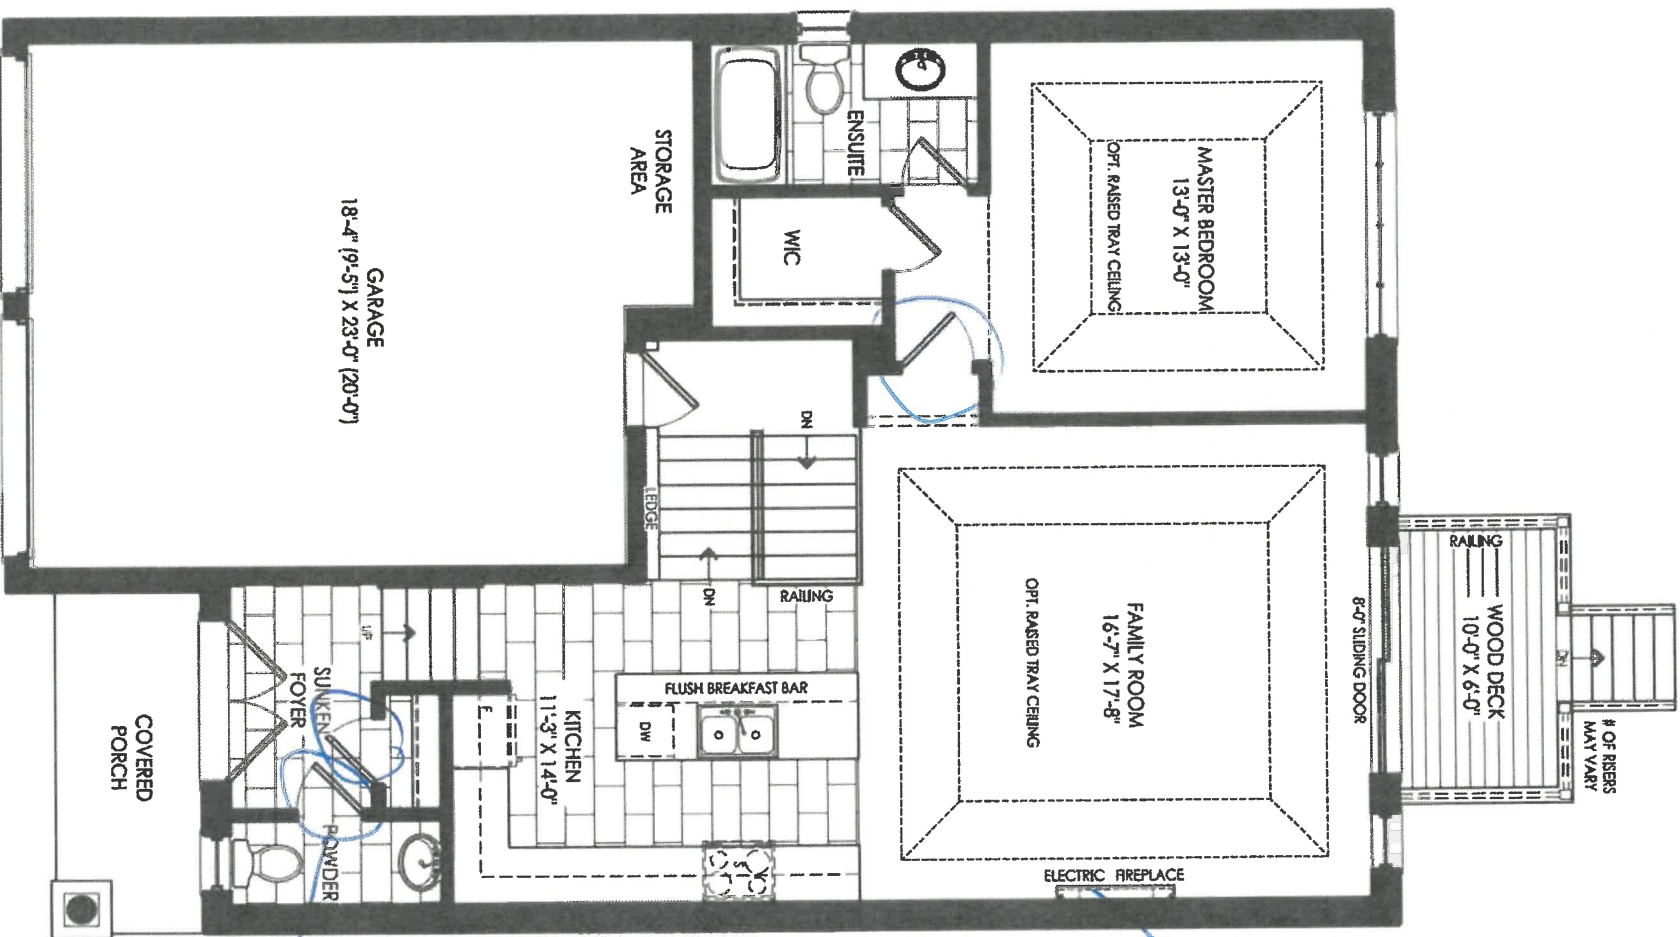 STORAGE
AREA
GARAGE
18'-4" (9'-5") X 23'-0" (20'-0")
ENSUITE
WIC
MASTER BEDROOM
13'-0" X 13'-0"
OPT. RAISED TRAY CEILING
DN
LEDGE
DN
RAILING
FAMILY ROOM
16'-7" X 17'-8"
OPT. RAISED TRAY CEILING
8'-0" SLIDING DOOR
RAILING
WOOD DECK
10'-0" X 6'-0"
DN
# OF RISERS
MAY VARY
UP
SUNKEN
FOYER
COVERED
PORCH
POWDER
F
KITCHEN
11'-3" X 14'-0"
FLUSH BREAKFAST BAR
DW
ELECTRIC FIREPLACE